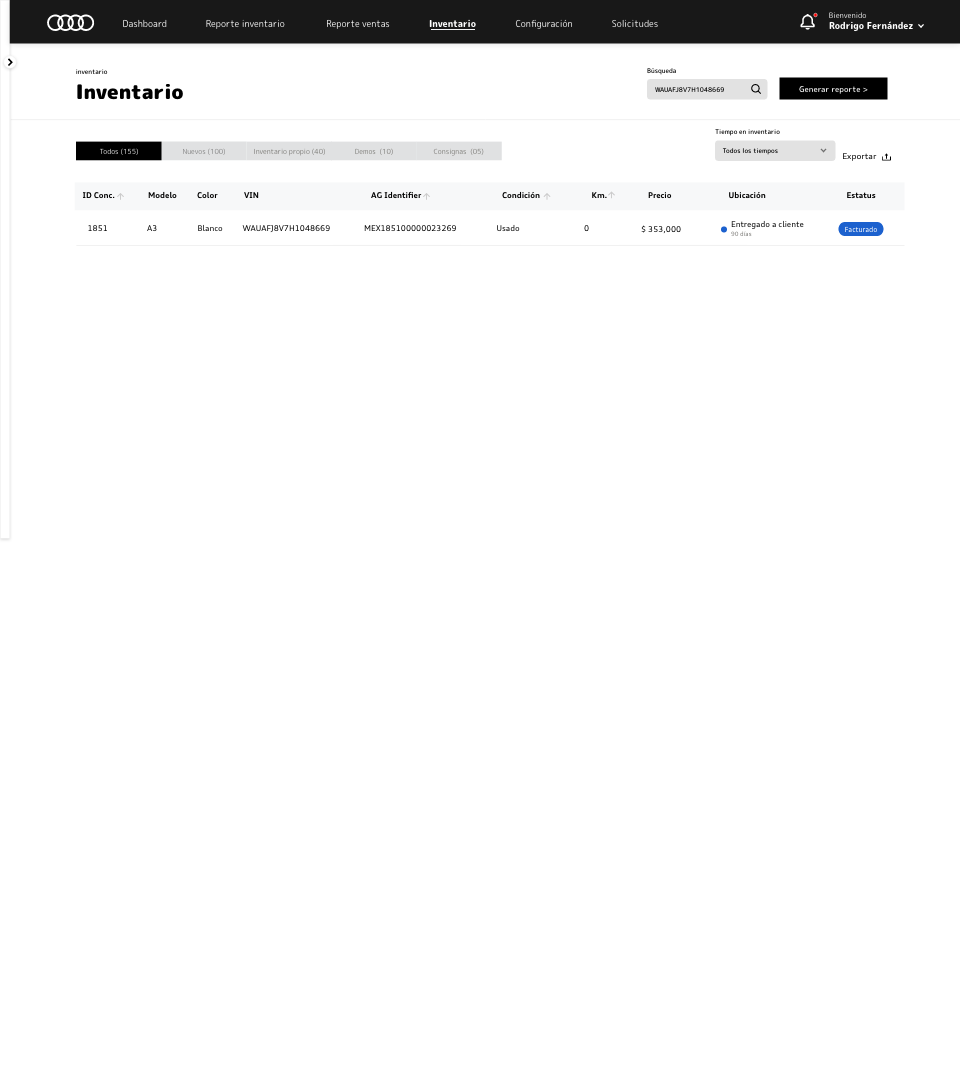 Dashboard Reporte inventario Reporte ventas Inventario Configuración Solicitudes
Bienvenido
Rodrigo Fernández
inventario
Inventario
Búsqueda
WAUAFJ8V7H1048669
Generar reporte >
Todos (155) Nuevos (100) Inventario propio (40) Demos (10) Consignas (05)
Tiempo en inventario
Todos los tiempos
Exportar
ID Conc. Modelo Color VIN AG Identifier Condición Km. Precio Ubicación Estatus
1851 A3 Blanco WAUAFJ8V7H1048669 MEX185100000023269 Usado 0 $ 353,000 Entregado a cliente Facturado
90 días